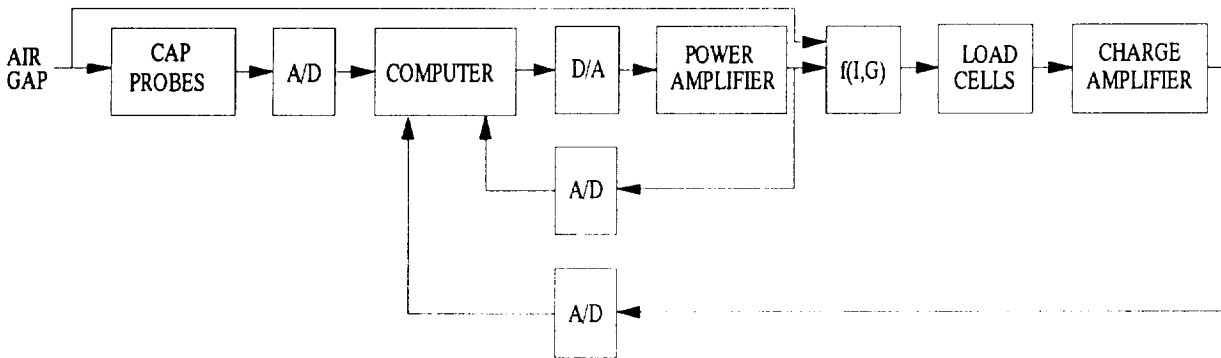 AIR
GAP
CAP
PROBES
A/D
COMPUTER
D/A
POWER
AMPLIFIER
f(I,G)
LOAD
CELLS
CHARGE
AMPLIFIER
A/D
A/D